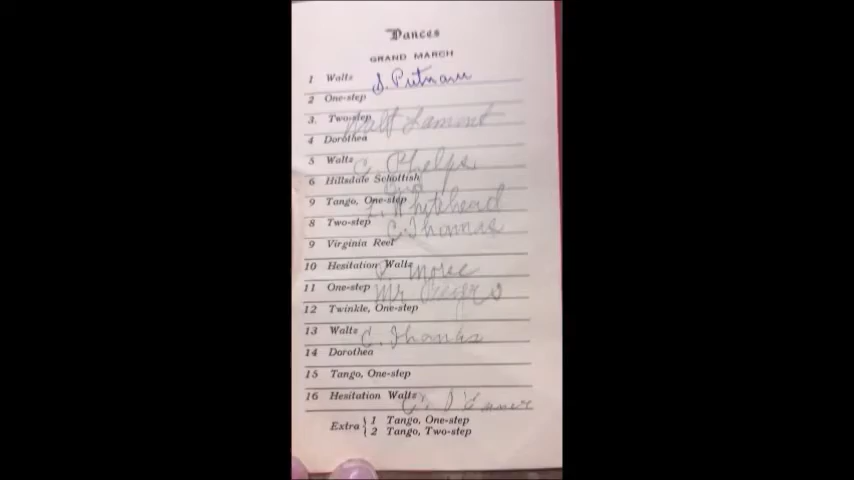 Dances
GRAND MARCH
1 Waltz S. Putnam
2 One-step
3. Two-step Walt Lamont
4 Dorothea
5 Waltz C. Phelps
6 Hillsdale Schottish
9 Tango, One-step L. Whitehead
8 Two-step C. Thomas
9 Virginia Reel
10 Hesitation Waltz Morse
11 One-step Mr
12 Twinkle, One-step
13 Waltz C.
14 Dorothea
15 Tango, One-step
16 Hesitation Waltz
Extra { 1 Tango, One-step
2 Tango, Two-step